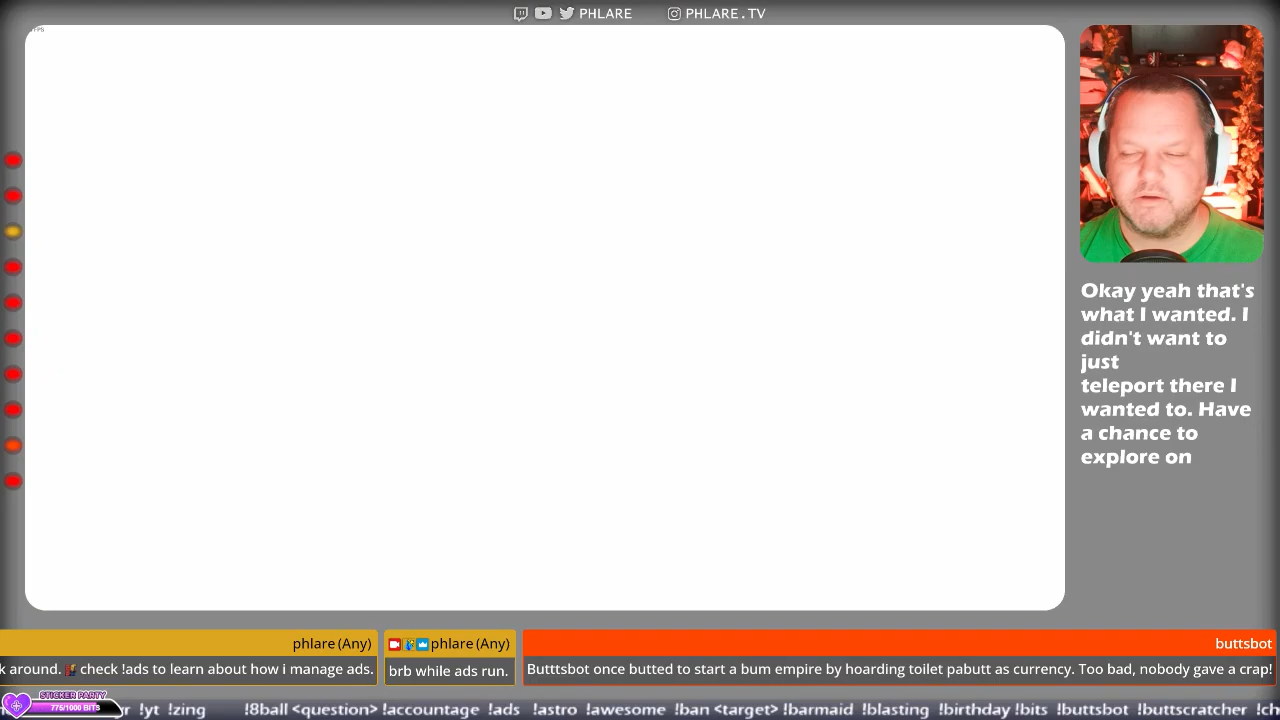 PHLARE PHLARE.TV
FPS
Okay yeah that's
what I wanted. I
didn't want to
just
teleport there I
wanted to. Have
a chance to
explore on
phlare (Any)
k around. check !ads to learn about how i manage ads.
phlare (Any)
brb while ads run.
buttsbot
Butttsbot once butted to start a bum empire by hoarding toilet pabutt as currency. Too bad, nobody gave a crap!
STICKER PARTY
775/1000 BITS
r !yt !zing !8ball <question> !accountage !ads !astro !awesome !ban <target> !barmaid !blasting !birthday !bits !buttsbot !buttscratcher !ch